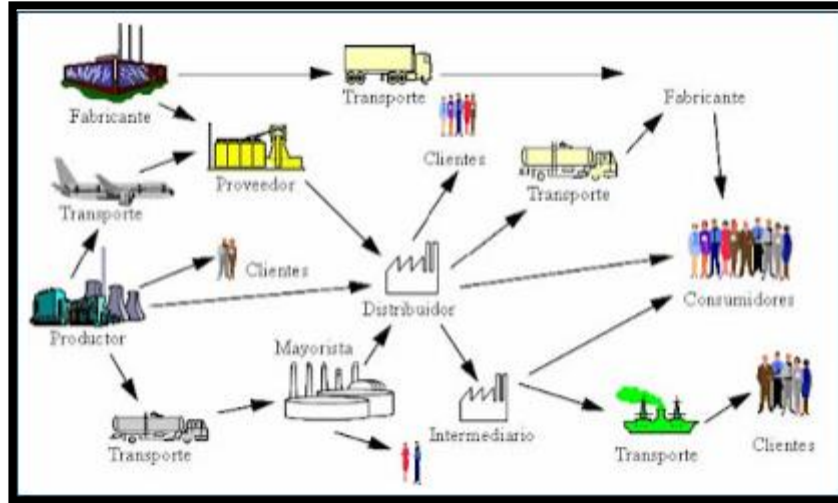 Fabricante
Transporte
Fabricante
Clientes
Proveedor
Transporte
Transporte
Clientes
Distribuidor
Consumidores
Productor
Mayorista
Transporte
Intermediario
Transporte
Clientes